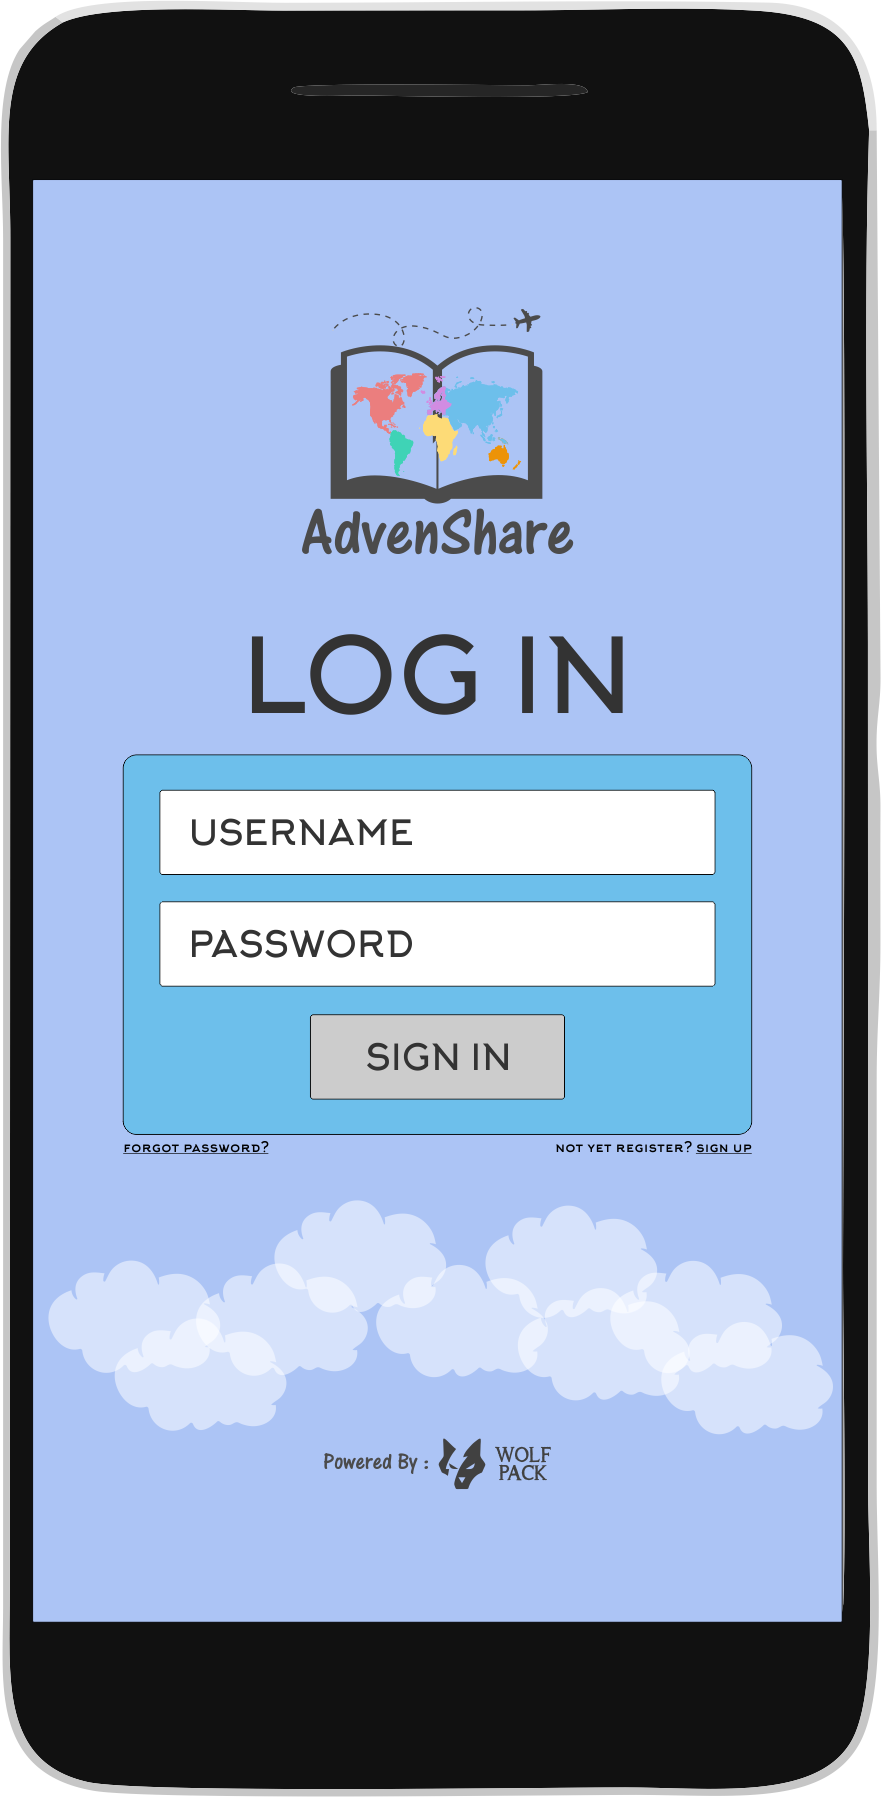 AdvenShare
LOG IN
USERNAME
PASSWORD
SIGN IN
FORGOT PASSWORD? NOT YET REGISTER? SIGN UP
Powered By : WOLF
PACK